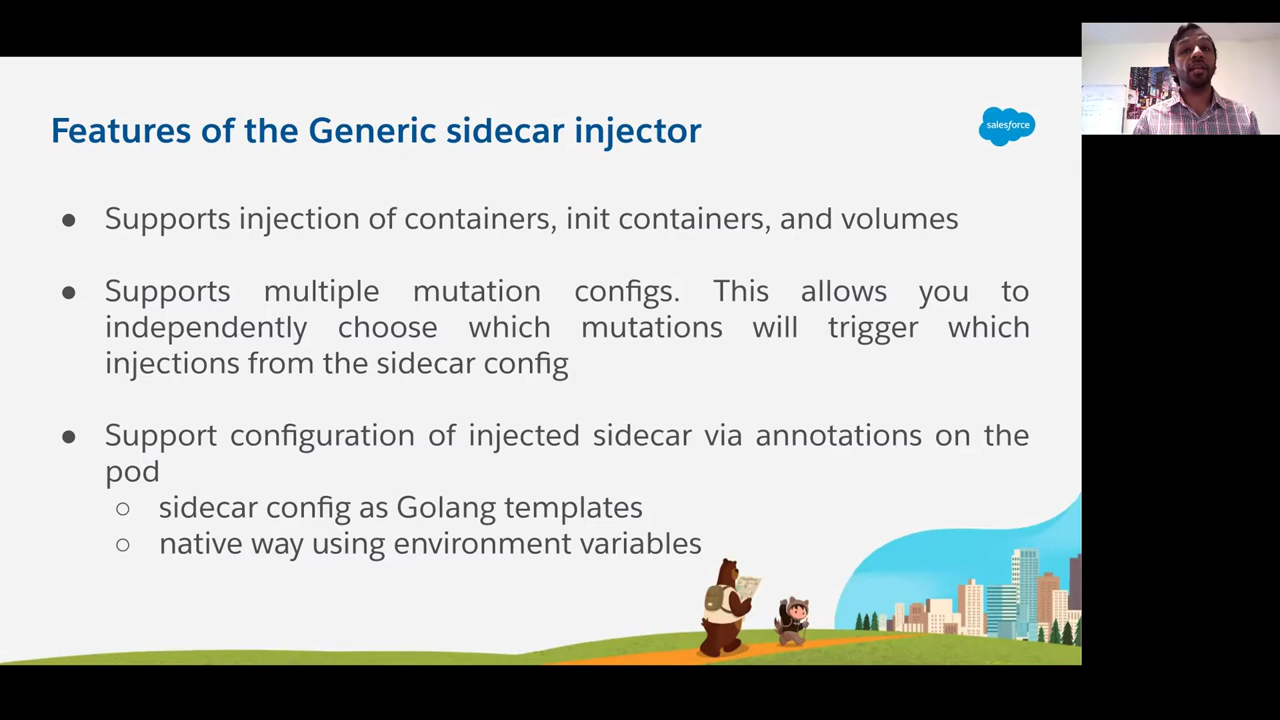 Features of the Generic sidecar injector
salesforce
● Supports injection of containers, init containers, and volumes
● Supports multiple mutation configs. This allows you to
independently choose which mutations will trigger which
injections from the sidecar config
● Support configuration of injected sidecar via annotations on the
pod
○ sidecar config as Golang templates
○ native way using environment variables